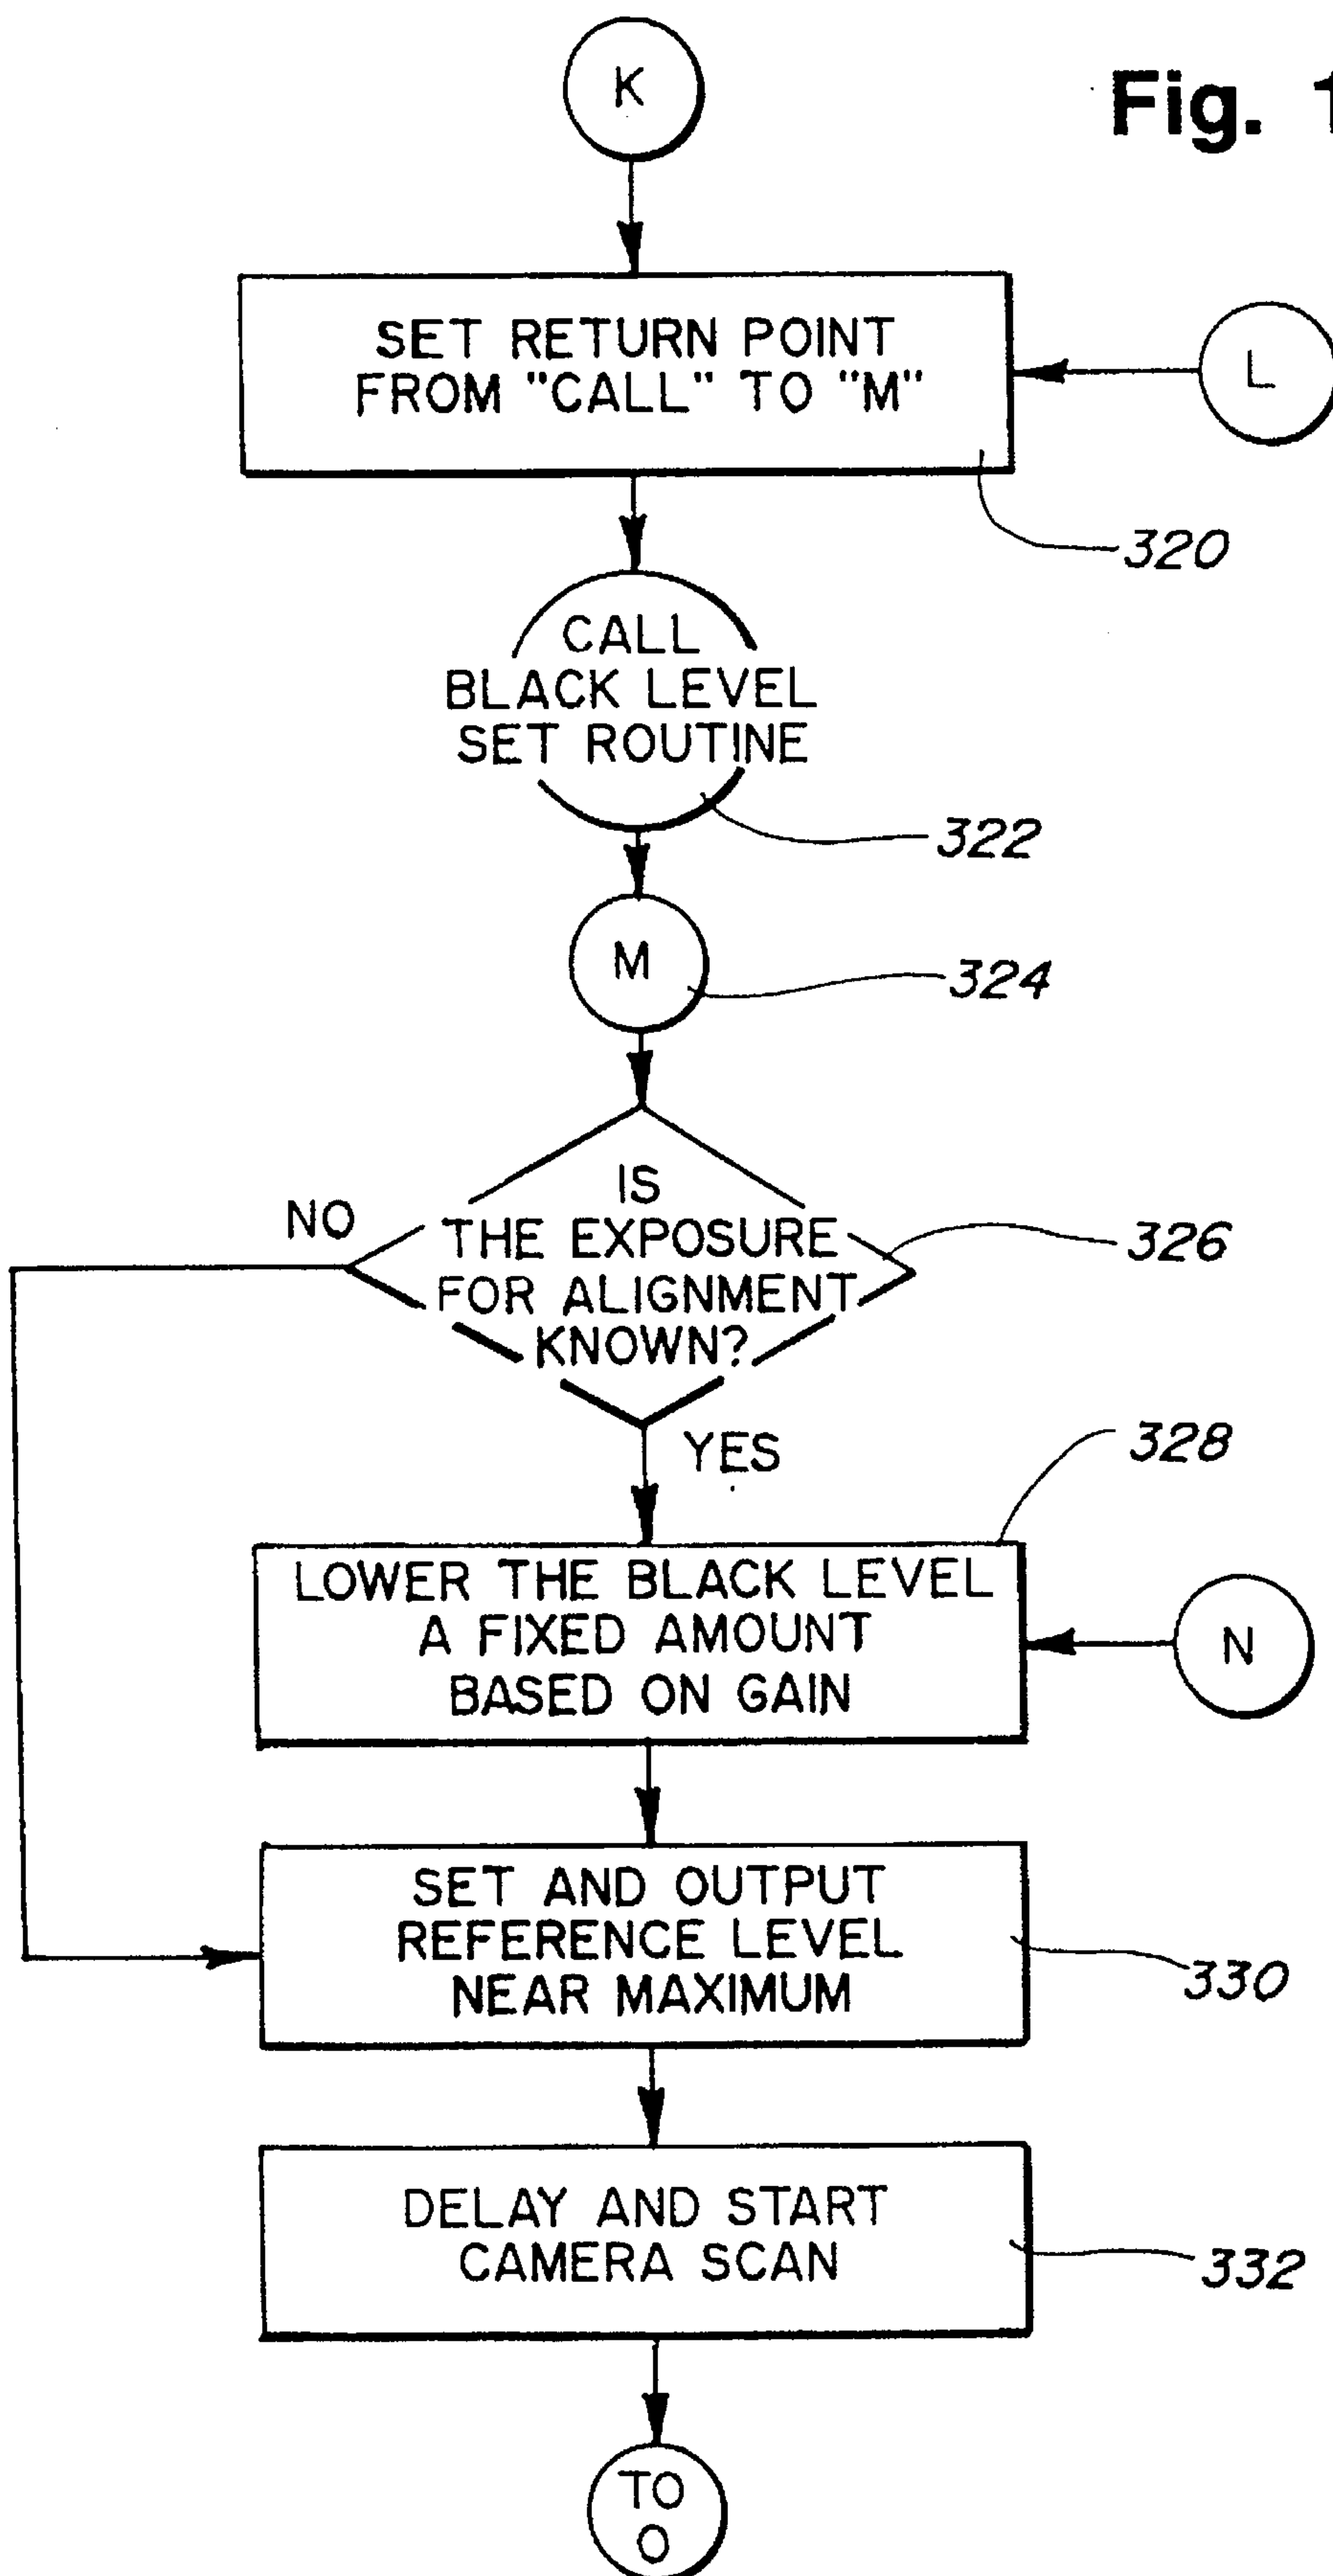 K
Fig. 1
SET RETURN POINT
FROM "CALL" TO "M"
L
320
CALL
BLACK LEVEL
SET ROUTINE
322
M
324
IS
THE EXPOSURE
FOR ALIGNMENT
KNOWN?
NO
326
YES
328
LOWER THE BLACK LEVEL
A FIXED AMOUNT
BASED ON GAIN
N
SET AND OUTPUT
REFERENCE LEVEL
NEAR MAXIMUM
330
DELAY AND START
CAMERA SCAN
332
TO
O